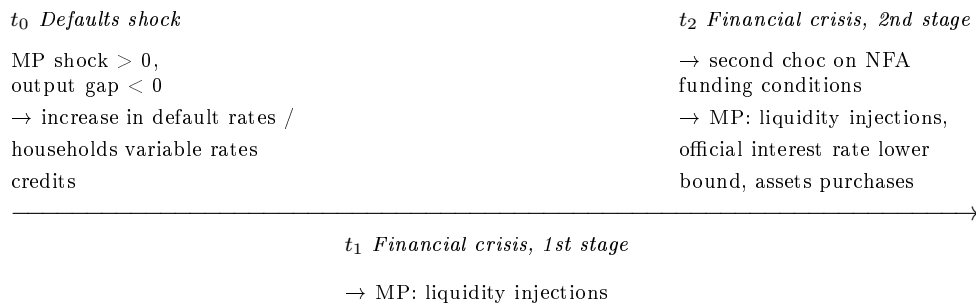 t₀ Defaults shock
MP shock > 0,
output gap < 0
→ increase in default rates /
households variable rates
credits
t₂ Financial crisis, 2nd stage
→ second choc on NFA
funding conditions
→ MP: liquidity injections,
official interest rate lower
bound, assets purchases
t₁ Financial crisis, 1st stage
→ MP: liquidity injections